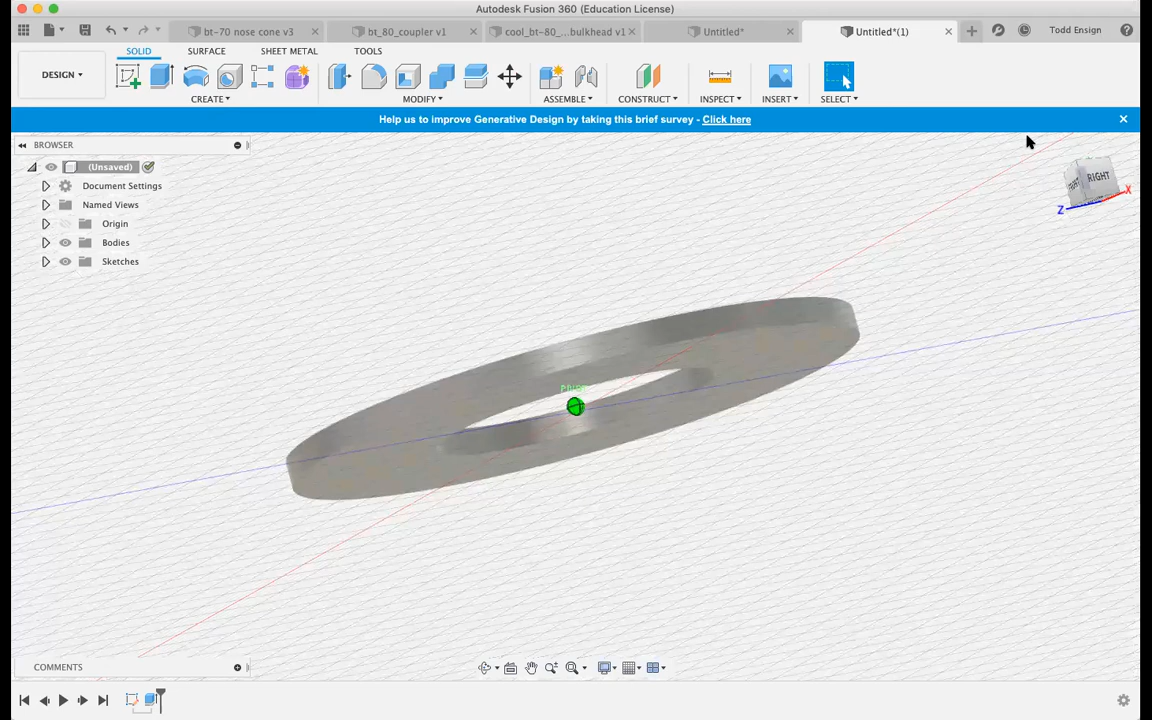 Autodesk Fusion 360 (Education License)
bt-70 nose cone v3
bt_80_coupler v1
cool_bt-80_...bulkhead v1
Untitled*
Untitled*(1)
Todd Ensign
SOLID
SURFACE
SHEET METAL
TOOLS
DESIGN
CREATE
MODIFY
ASSEMBLE
CONSTRUCT
INSPECT
INSERT
SELECT
Help us to improve Generative Design by taking this brief survey - Click here
BROWSER
(Unsaved)
Document Settings
Named Views
Origin
Bodies
Sketches
RIGHT
X
Z
COMMENTS